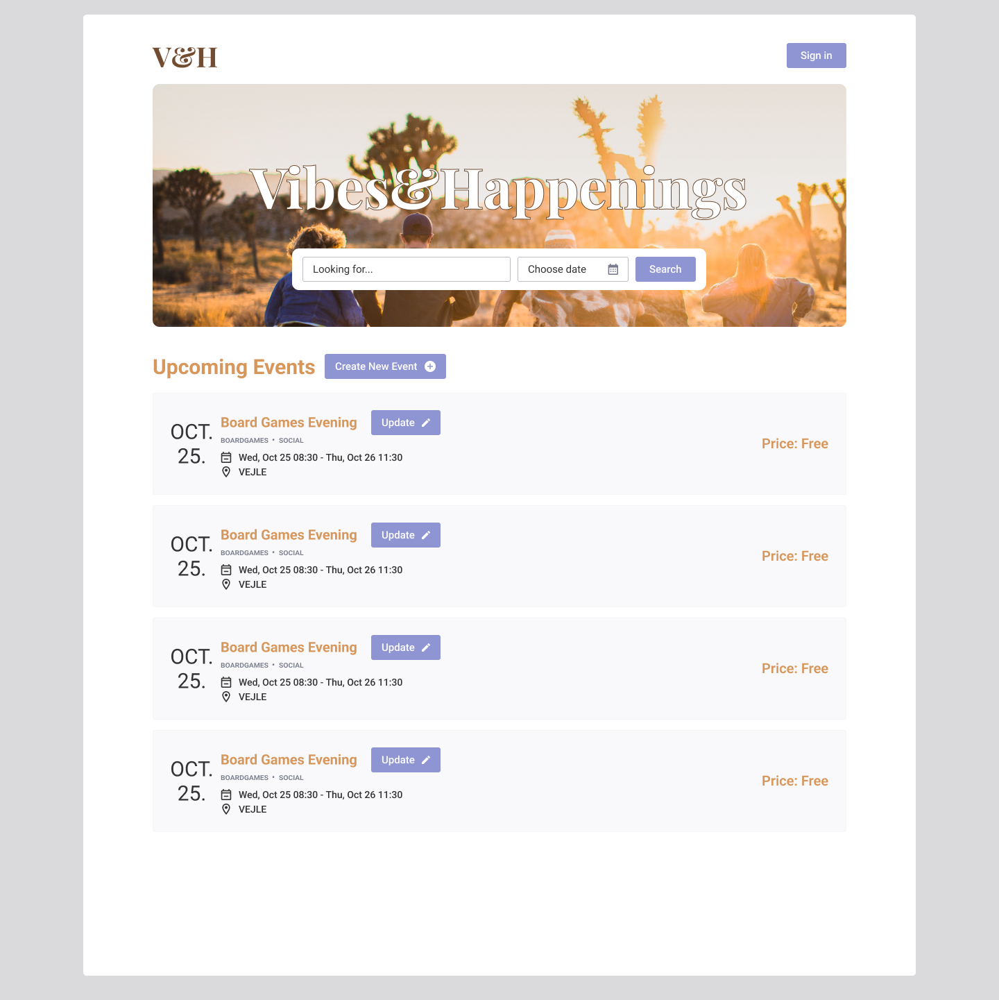 V&H
Sign in
Vibes&Happenings
Looking for...
Choose date
Search
Upcoming Events
Create New Event
OCT.
25.
Board Games Evening
Update
BOARDGAMES • SOCIAL
Wed, Oct 25 08:30 - Thu, Oct 26 11:30
VEJLE
Price: Free
OCT.
25.
Board Games Evening
Update
BOARDGAMES • SOCIAL
Wed, Oct 25 08:30 - Thu, Oct 26 11:30
VEJLE
Price: Free
OCT.
25.
Board Games Evening
Update
BOARDGAMES • SOCIAL
Wed, Oct 25 08:30 - Thu, Oct 26 11:30
VEJLE
Price: Free
OCT.
25.
Board Games Evening
Update
BOARDGAMES • SOCIAL
Wed, Oct 25 08:30 - Thu, Oct 26 11:30
VEJLE
Price: Free